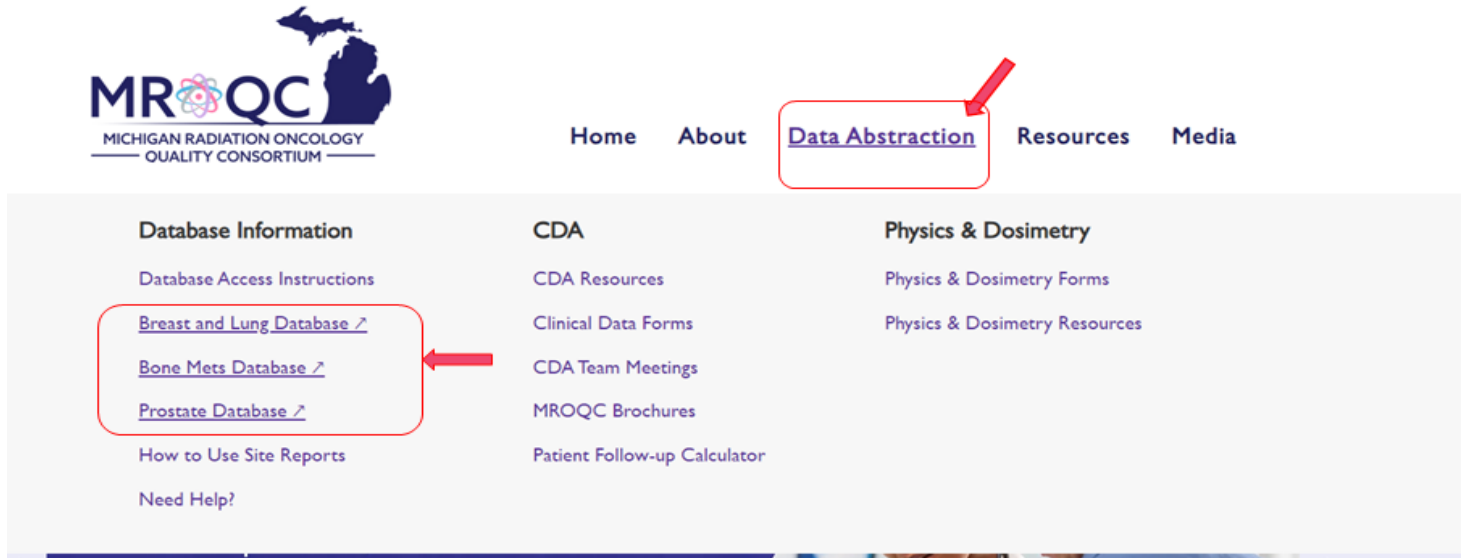 MROQC
MICHIGAN RADIATION ONCOLOGY
QUALITY CONSORTIUM
Home About Data Abstraction Resources Media
Database Information
Database Access Instructions
Breast and Lung Database ↗
Bone Mets Database ↗
Prostate Database ↗
How to Use Site Reports
Need Help?
CDA
CDA Resources
Clinical Data Forms
CDA Team Meetings
MROQC Brochures
Patient Follow-up Calculator
Physics & Dosimetry
Physics & Dosimetry Forms
Physics & Dosimetry Resources